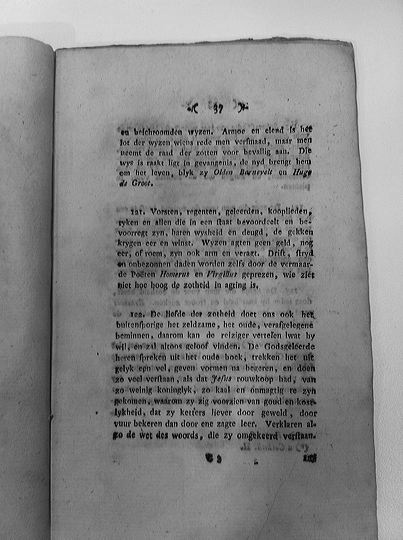 37
en beschroomden wyzen. Armoe en elend is het
lot der wyzen wiens rede men versmaad, maar men
neemt de raad der zotten voor bevallig aan. Die
wys is raakt ligt in gevangenis, de nyd brengt hem
om het leven, blyk zy Olden Barnevelt en Hugo
de Groot.
121. Vorsten, regenten, geleerden, kooplieden,
ryken en allen die in een staat bevoordeelt en be-
voorregt zyn, haren wysheid en deugd, de gekken
krygen eer en winst. Wyzen agten geen geld, nog
eer, of roem, zyn ook arm en veragt. Drift, stryd
en onbezonnen daden worden zelfs door de vermaar-
de Poëten Homerus en Virgilius geprezen, wie ziet
niet hoe hoog de zotheid in agting is,
122. De liefde der zotheid doet ons ook het
buitensporige het zeldzame, het oude, versafgelegene
beminnen, daarom kan de reiziger vertellen wat hy
wil, en zal altoos geloof vinden. De Godsgeleerde
heren spreken uit het oude boek, trekken het uit
gelyk een vel, geven vormen na bekeren, en doen
zo veel verstaan, als dat Jesus rouwkoop had, van
zo weinig koninglyk, zo kaal en onmagtig te zyn
gekomen, waarom zy zig voorzien van goud en kost-
lykheid, dat zy ketters liever door geweld, door
vuur bekeren dan door ene zagte leer. Verklaren al-
zo de wet des woords, die zy omgekeerd verstaan.